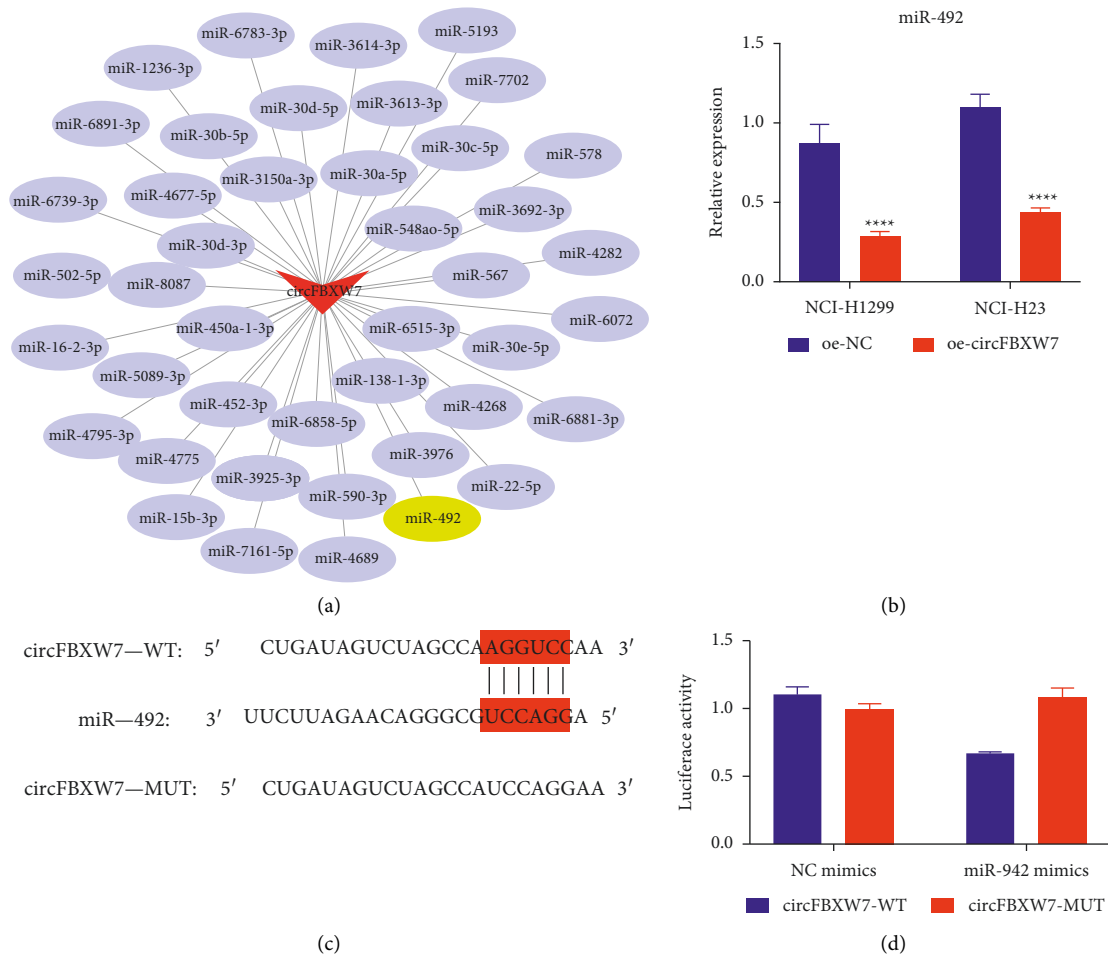 miR-6783-3p
miR-3614-3p
miR-5193
miR-1236-3p
miR-7702
miR-30d-5p
miR-3613-3p
miR-6891-3p
miR-30b-5p
miR-30c-5p
miR-578
miR-3150a-3p
miR-30a-5p
miR-4677-5p
miR-6739-3p
miR-3692-3p
miR-548ao-5p
miR-30d-3p
miR-4282
miR-502-5p
miR-8087
miR-567
circFBXW7
miR-6072
miR-450a-1-3p
miR-6515-3p
miR-16-2-3p
miR-30e-5p
miR-5089-3p
miR-138-1-3p
miR-452-3p
miR-4268
miR-6881-3p
miR-6858-5p
miR-4795-3p
miR-4775
miR-3976
miR-3925-3p
miR-22-5p
miR-590-3p
miR-15b-3p
miR-492
miR-7161-5p
miR-4689
(a)
miR-492
Rrelative expression
1.5
1.0
0.5
0.0
****
****
NCI-H1299
NCI-H23
oe-NC
oe-circFBXW7
(b)
circFBXW7—WT: 5′ CUGAUAGUCUAGCCAAGGUCCAA 3′
miR—492: 3′ UUCUUAGAACAGGGCGUCCAGGA 5′
circFBXW7—MUT: 5′ CUGAUAGUCUAGCCAUCCAGGAA 3′
(c)
Luciferace activity
1.5
1.0
0.5
0.0
NC mimics
miR-942 mimics
circFBXW7-WT
circFBXW7-MUT
(d)